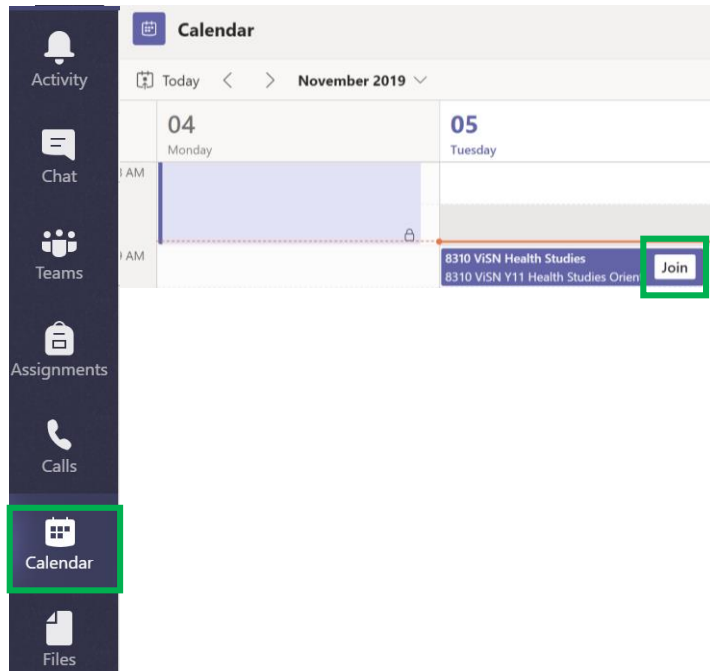 Calendar
Activity
Today
November 2019
04
Monday
05
Tuesday
Chat
AM
AM
Teams
8310 ViSN Health Studies
8310 ViSN Y11 Health Studies Orien
Join
Assignments
Calls
Calendar
Files